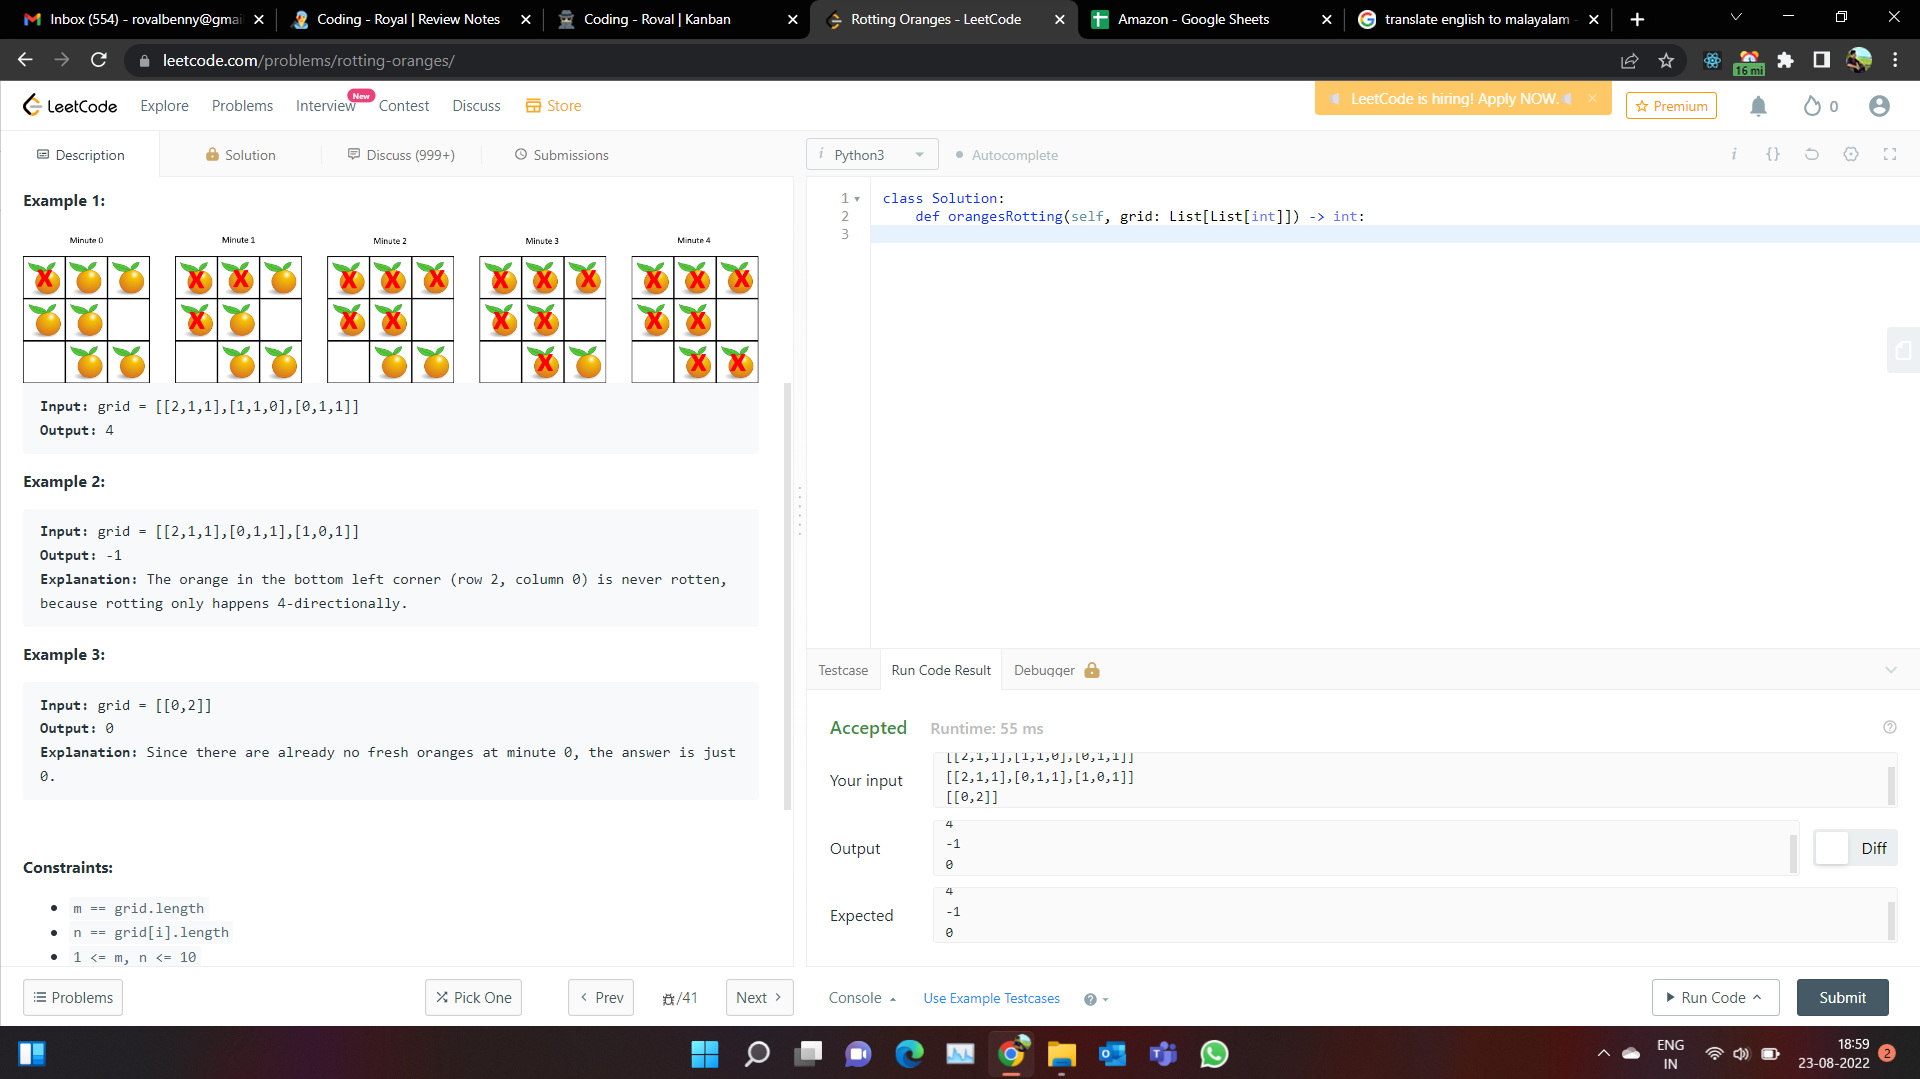 Inbox (554) - rovalbenny@gmai
Coding - Royal | Review Notes
Coding - Roval | Kanban
Rotting Oranges - LeetCode
Amazon - Google Sheets
translate english to malayalam -
leetcode.com/problems/rotting-oranges/
16 mi
LeetCode
Explore
Problems
Interview
New
Contest
Discuss
Store
LeetCode is hiring! Apply NOW.
Premium
0
Description
Solution
Discuss (999+)
Submissions
i Python3
Autocomplete
i {}
Example 1:
Minute 0
Minute 1
Minute 2
Minute 3
Minute 4
Input: grid = [[2,1,1],[1,1,0],[0,1,1]]
Output: 4
Example 2:
Input: grid = [[2,1,1],[0,1,1],[1,0,1]]
Output: -1
Explanation: The orange in the bottom left corner (row 2, column 0) is never rotten,
because rotting only happens 4-directionally.
Example 3:
Input: grid = [[0,2]]
Output: 0
Explanation: Since there are already no fresh oranges at minute 0, the answer is just
0.
Constraints:
m == grid.length
n == grid[i].length
1 <= m, n <= 10
Problems
Pick One
Prev
/41
Next
1 class Solution:
2 def orangesRotting(self, grid: List[List[int]]) -> int:
3
Testcase
Run Code Result
Debugger
Accepted
Runtime: 55 ms
Your input
[[2,1,1],[1,1,0],[0,1,1]]
[[2,1,1],[0,1,1],[1,0,1]]
[[0,2]]
Output
4
-1
0
Diff
Expected
4
-1
0
Console
Use Example Testcases
Run Code
Submit
ENG
IN
18:59
23-08-2022
2